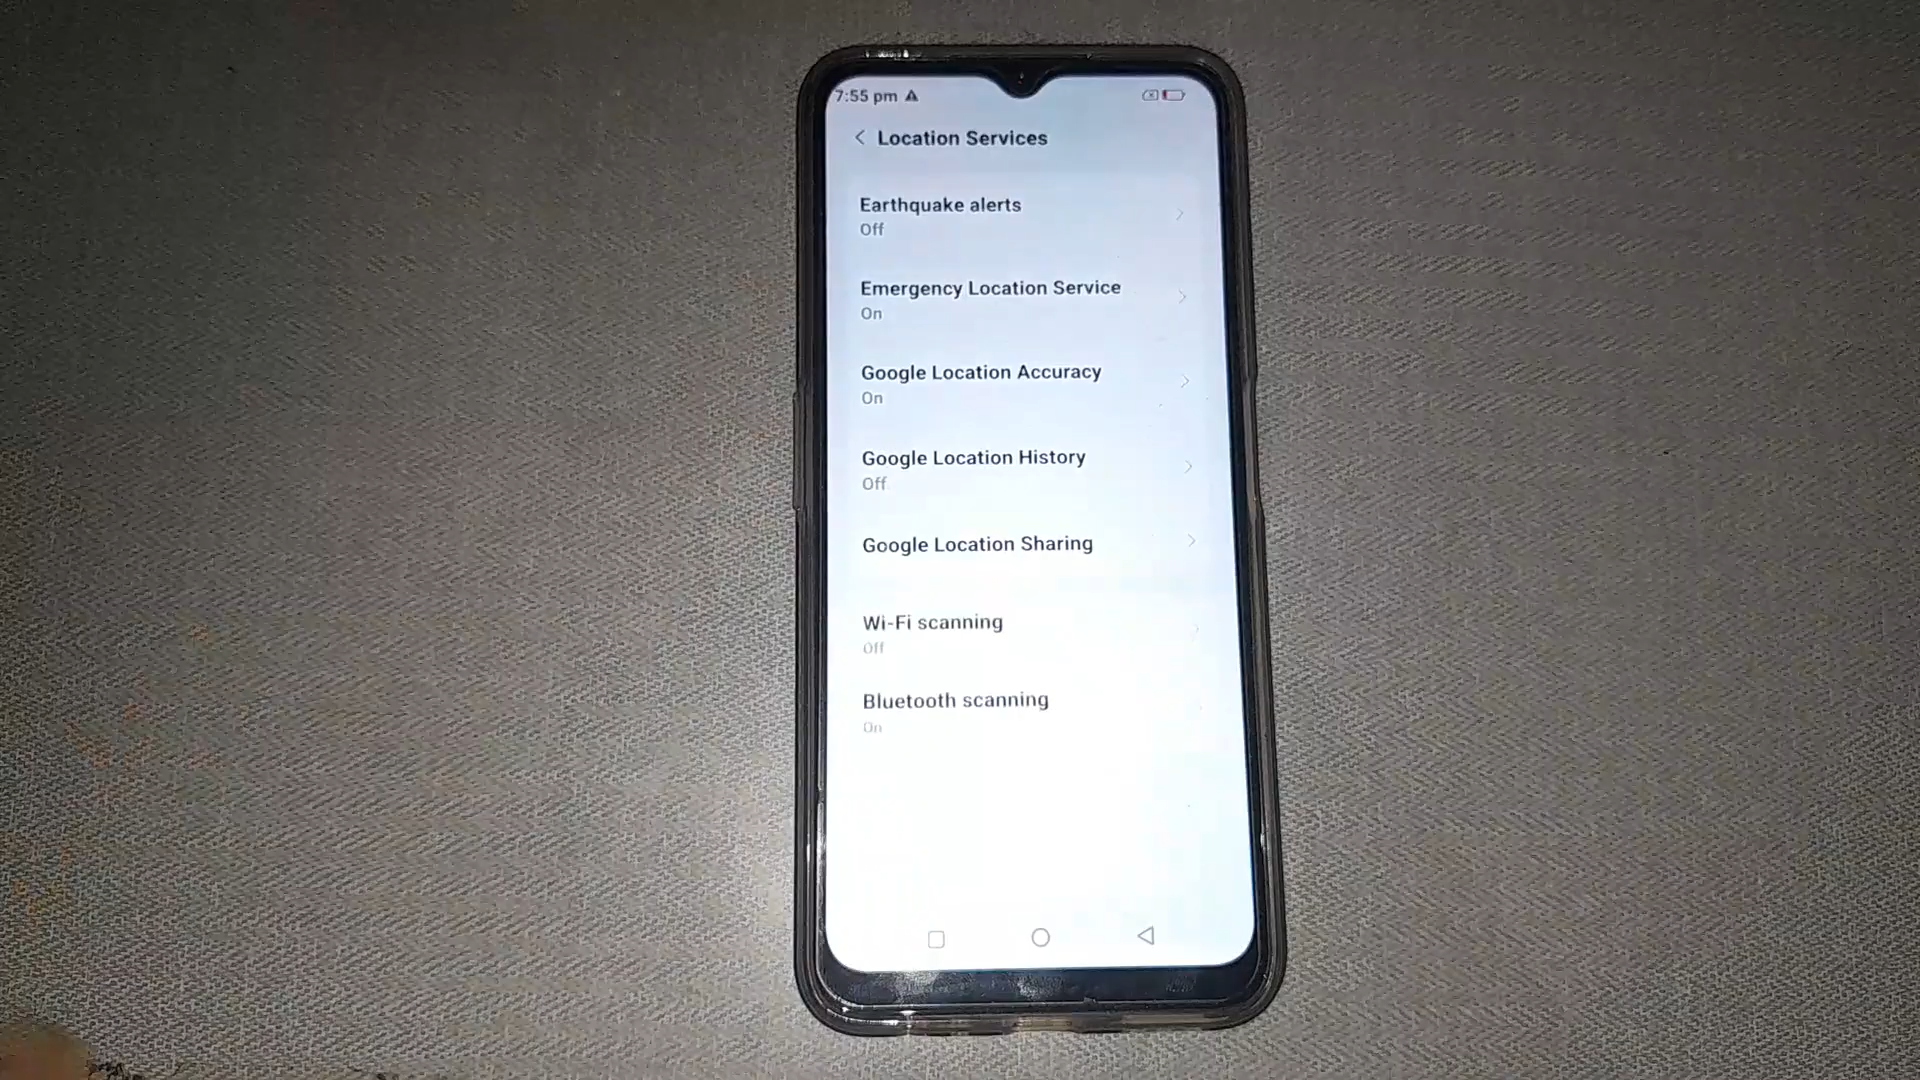 7:55 pm
Location Services
Earthquake alerts
Off
Emergency Location Service
On
Google Location Accuracy
On
Google Location History
Off
Google Location Sharing
Wi-Fi scanning
Off
Bluetooth scanning
On